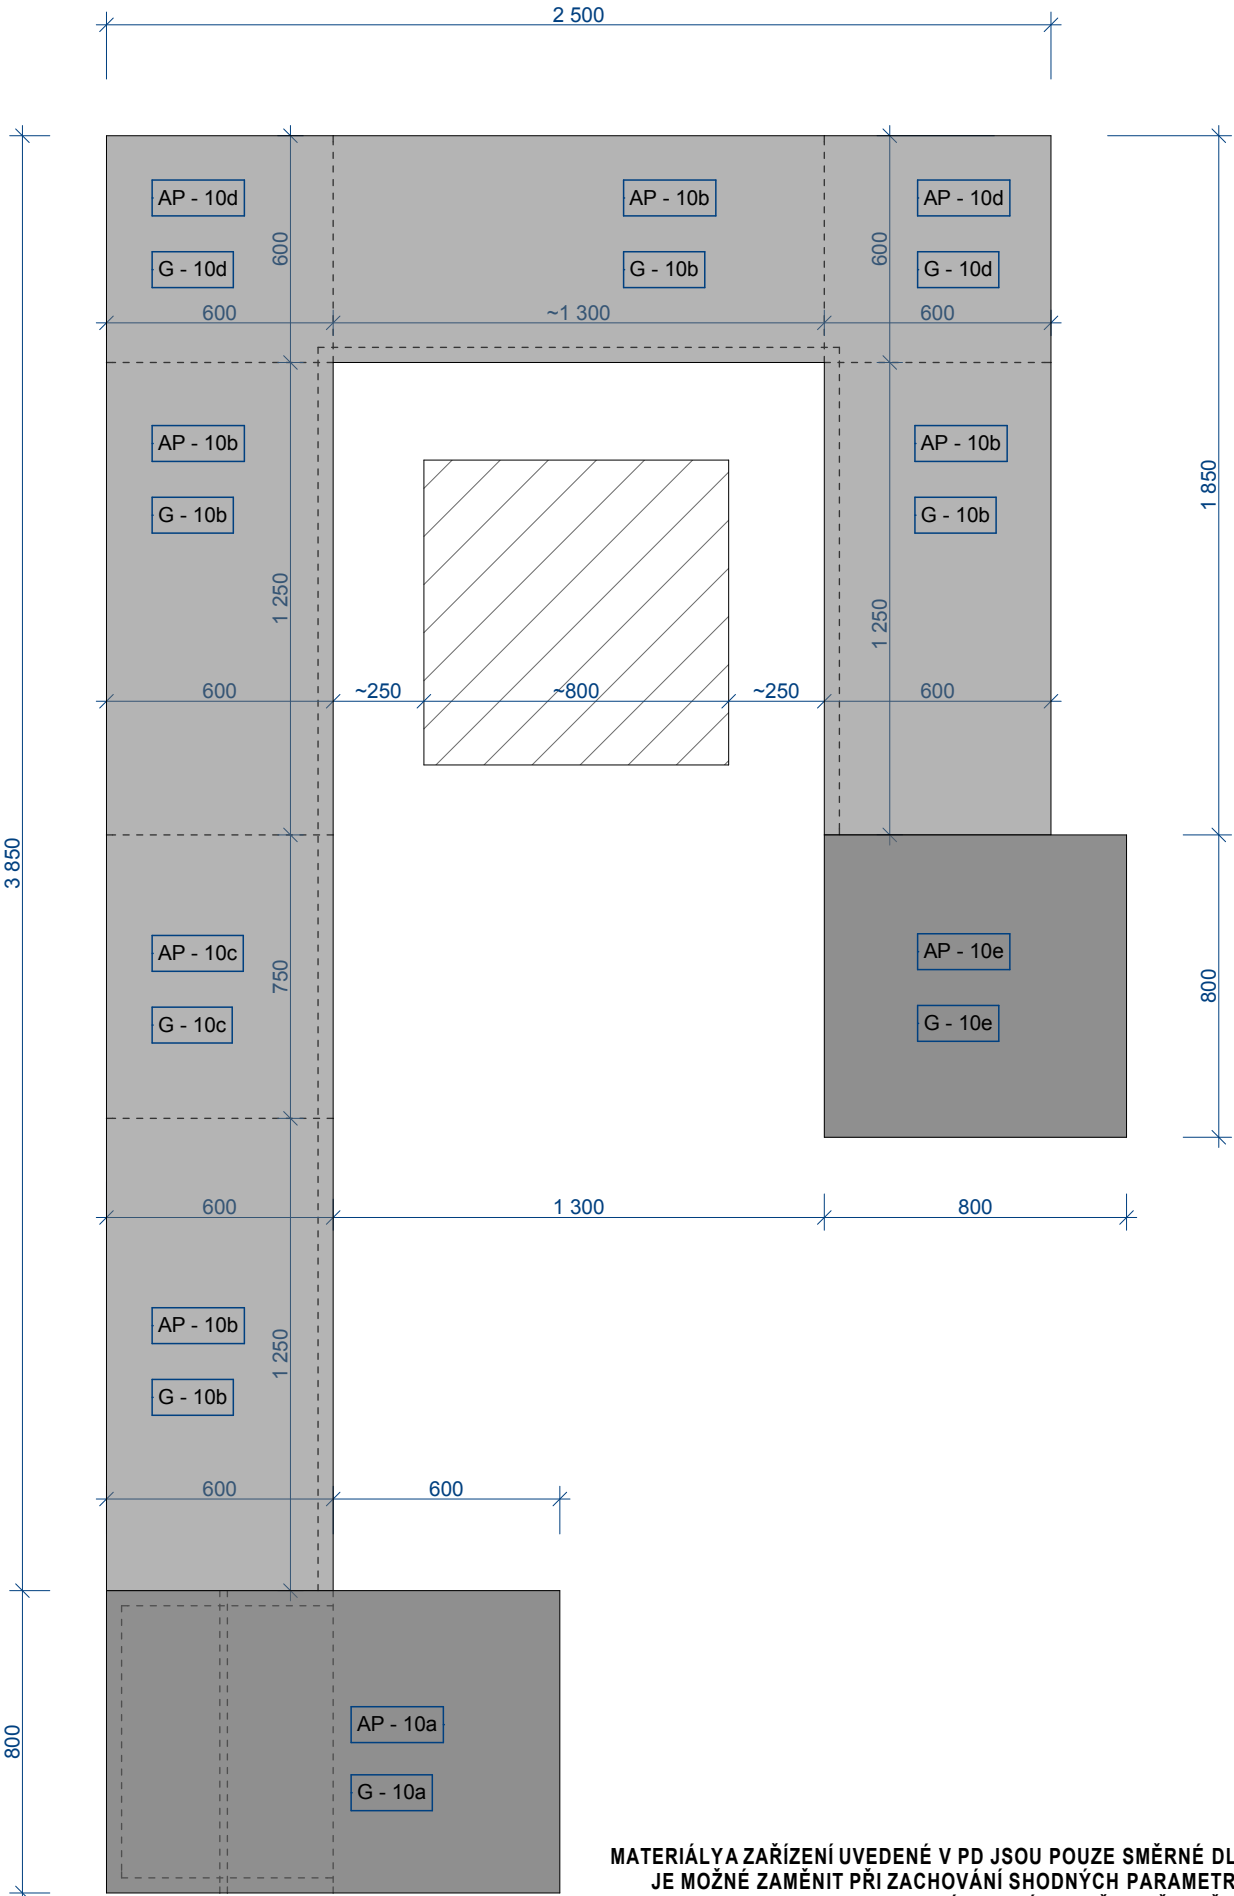 2 500
AP - 10d
AP - 10b
AP - 10d
G - 10d
600
G - 10b
600
G - 10d
600
~1 300
600
AP - 10b
AP - 10b
1 850
G - 10b
G - 10b
1 250
1 250
600
~250
~800
~250
600
3 850
AP - 10c
AP - 10e
750
800
G - 10c
G - 10e
600
1 300
800
AP - 10b
1 250
G - 10b
600
600
AP - 10a
800
G - 10a
MATERIÁLY A ZAŘÍZENÍ UVEDENÉ V PD JSOU POUZE SMĚRNÉ DL
JE MOŽNÉ ZAMĚNIT PŘI ZACHOVÁNÍ SHODNÝCH PARAMETR